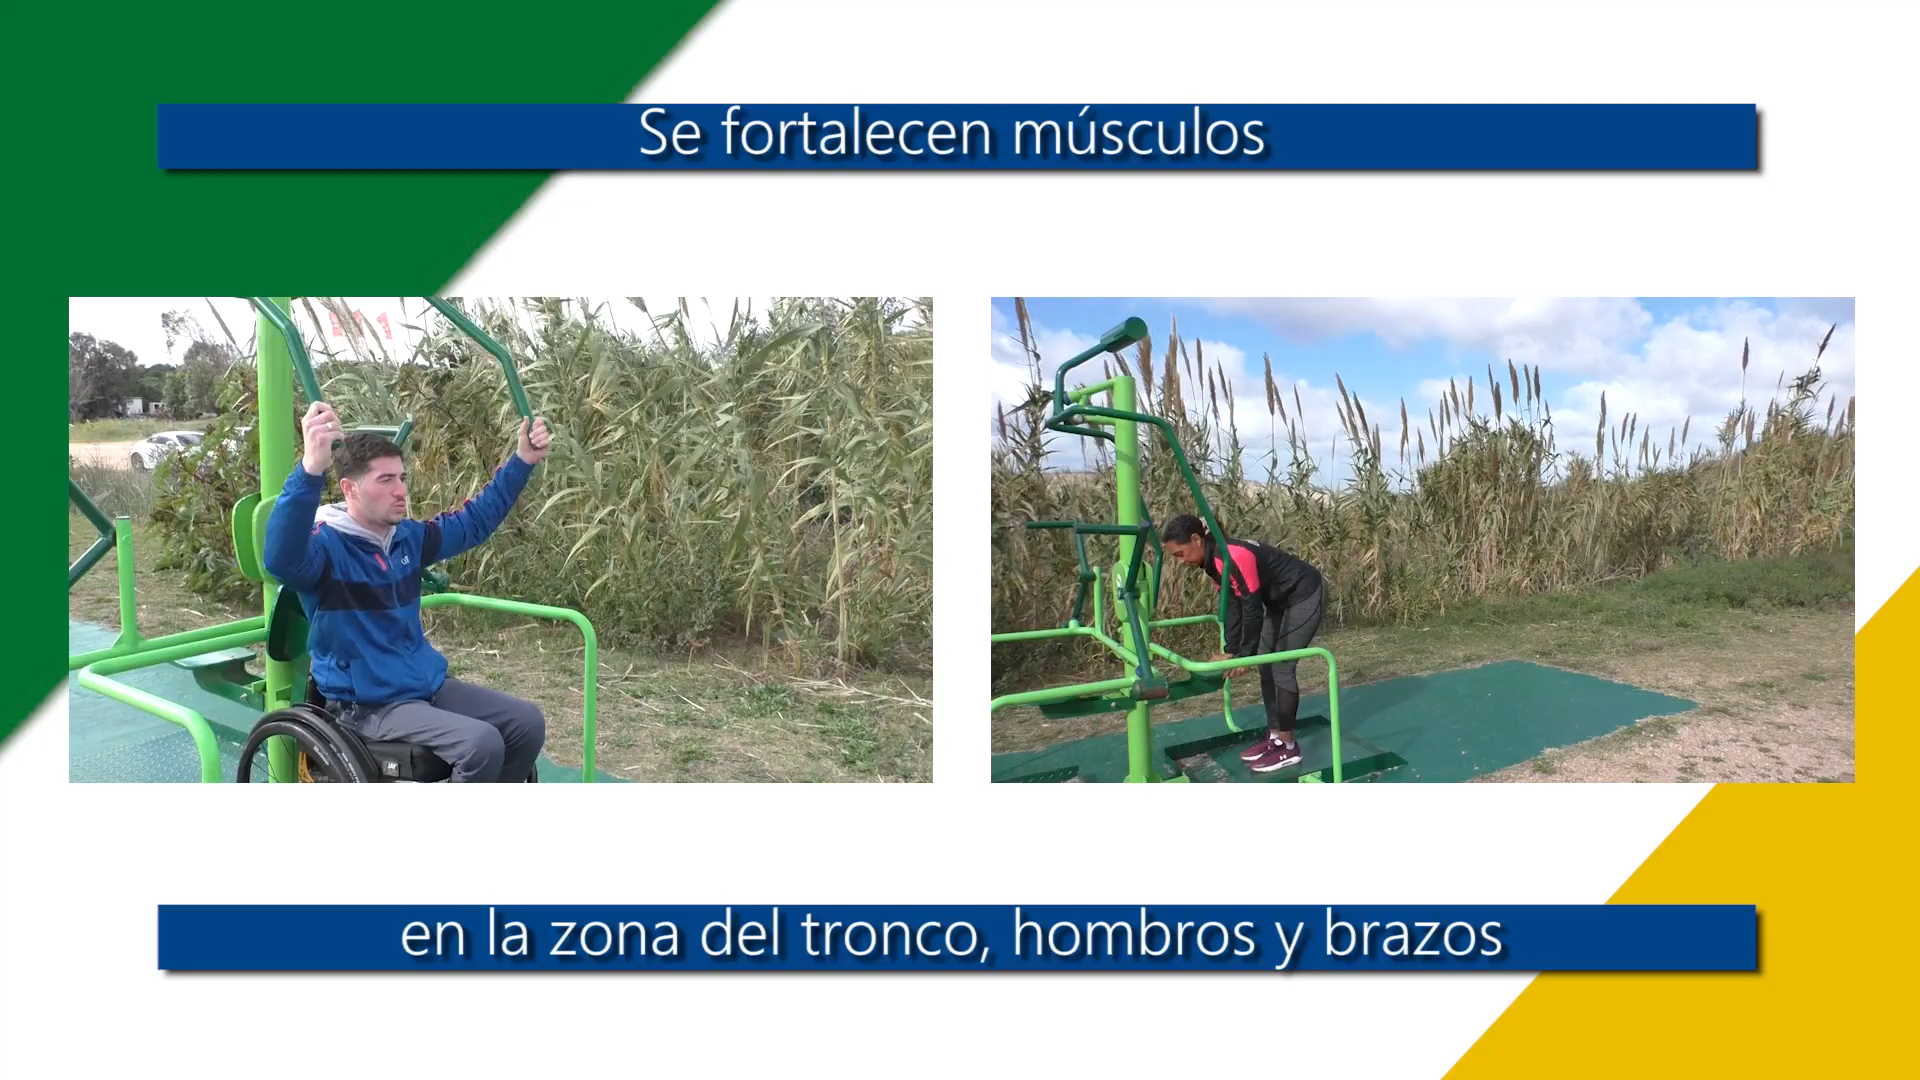 Se fortalecen músculos
en la zona del tronco, hombros y brazos